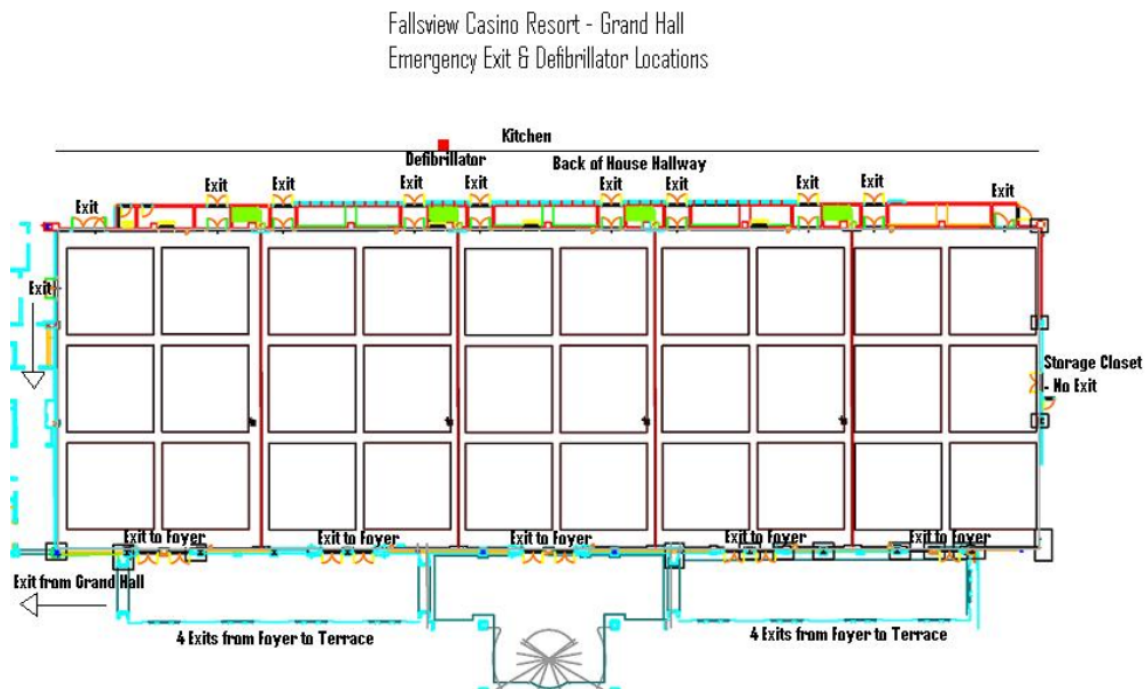 Fallsview Casino Resort - Grand Hall
Emergency Exit & Defibrillator Locations
Kitchen
Defibrillator
Back of House Hallway
Exit Exit Exit Exit Exit Exit Exit Exit
Exit
Exit
Exit
Storage Closet
- No Exit
Exit to Foyer Exit to Foyer Exit to Foyer Exit to Foyer Exit to Foyer
Exit from Grand Hall
4 Exits from Foyer to Terrace
4 Exits from Foyer to Terrace